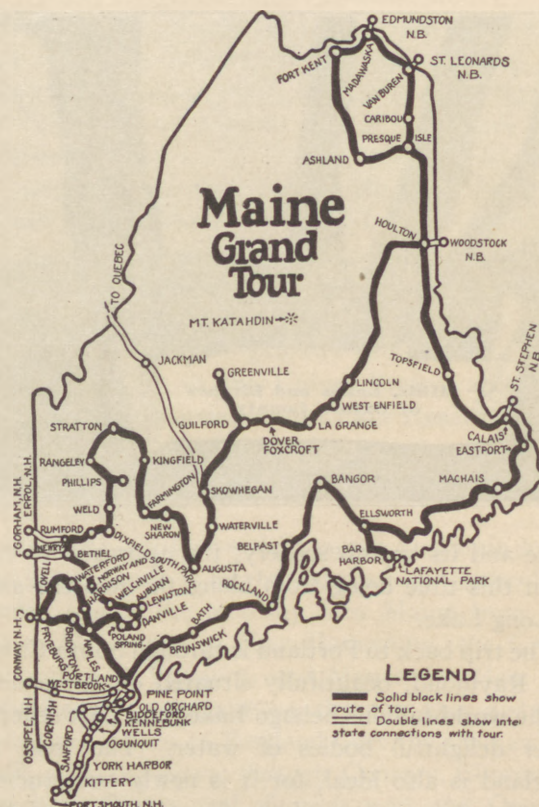 EDMUNDSTON
N.B.
FORT KENT
MADAWASKA
ST. LEONARDS
N.B.
VAN BUREN
CARIBOU
PRESQUE ISLE
ASHLAND
Maine
Grand
Tour
HOULTON
WOODSTOCK
N.B.
TO QUEBEC
MT. KATAHDIN
JACKMAN
GREENVILLE
TOPSFIELD
ST. STEPHEN
N.B.
LINCOLN
WEST ENFIELD
STRATTON
GUILFORD
LA GRANGE
DOVER
FOXCROFT
CALAIS
EASTPORT
RANGELEY
KINGFIELD
PHILLIPS
FARMINGTON
SKOWHEGAN
BANGOR
MACHAIS
WELD
NEW
SHARON
WATERVILLE
ELLSWORTH
GORHAM, N.H.
ERROL, N.H.
RUMFORD
DIXFIELD
BELFAST
BAR
HARBOR
NEWRY
BETHEL
AUGUSTA
LAFAYETTE
NATIONAL PARK
WATERFORD
NORWAY AND SOUTH PARIS
LOVELL
HARRISON
WELCHVILLE
AUBURN
LEWISTON
DANVILLE
ROCKLAND
BATH
POLAND
SPRING
BRUNSWICK
CONWAY, N.H.
FRYEBURG
BRIDGTON
NAPLES
PORTLAND
WESTBROOK
PINE POINT
OLD ORCHARD
BIDDEFORD
KENNEBUNK
WELLS
OGUNQUIT
OSSIPEE, N.H.
CORNISH
SANFORD
YORK HARBOR
KITTERY
PORTSMOUTH, N.H.
LEGEND
Solid black lines show
route of tour.
Double lines show inter
state connections with tour.